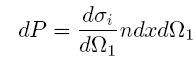 $dP = \frac{d\sigma_i}{d\Omega_1} n dx d\Omega_1$